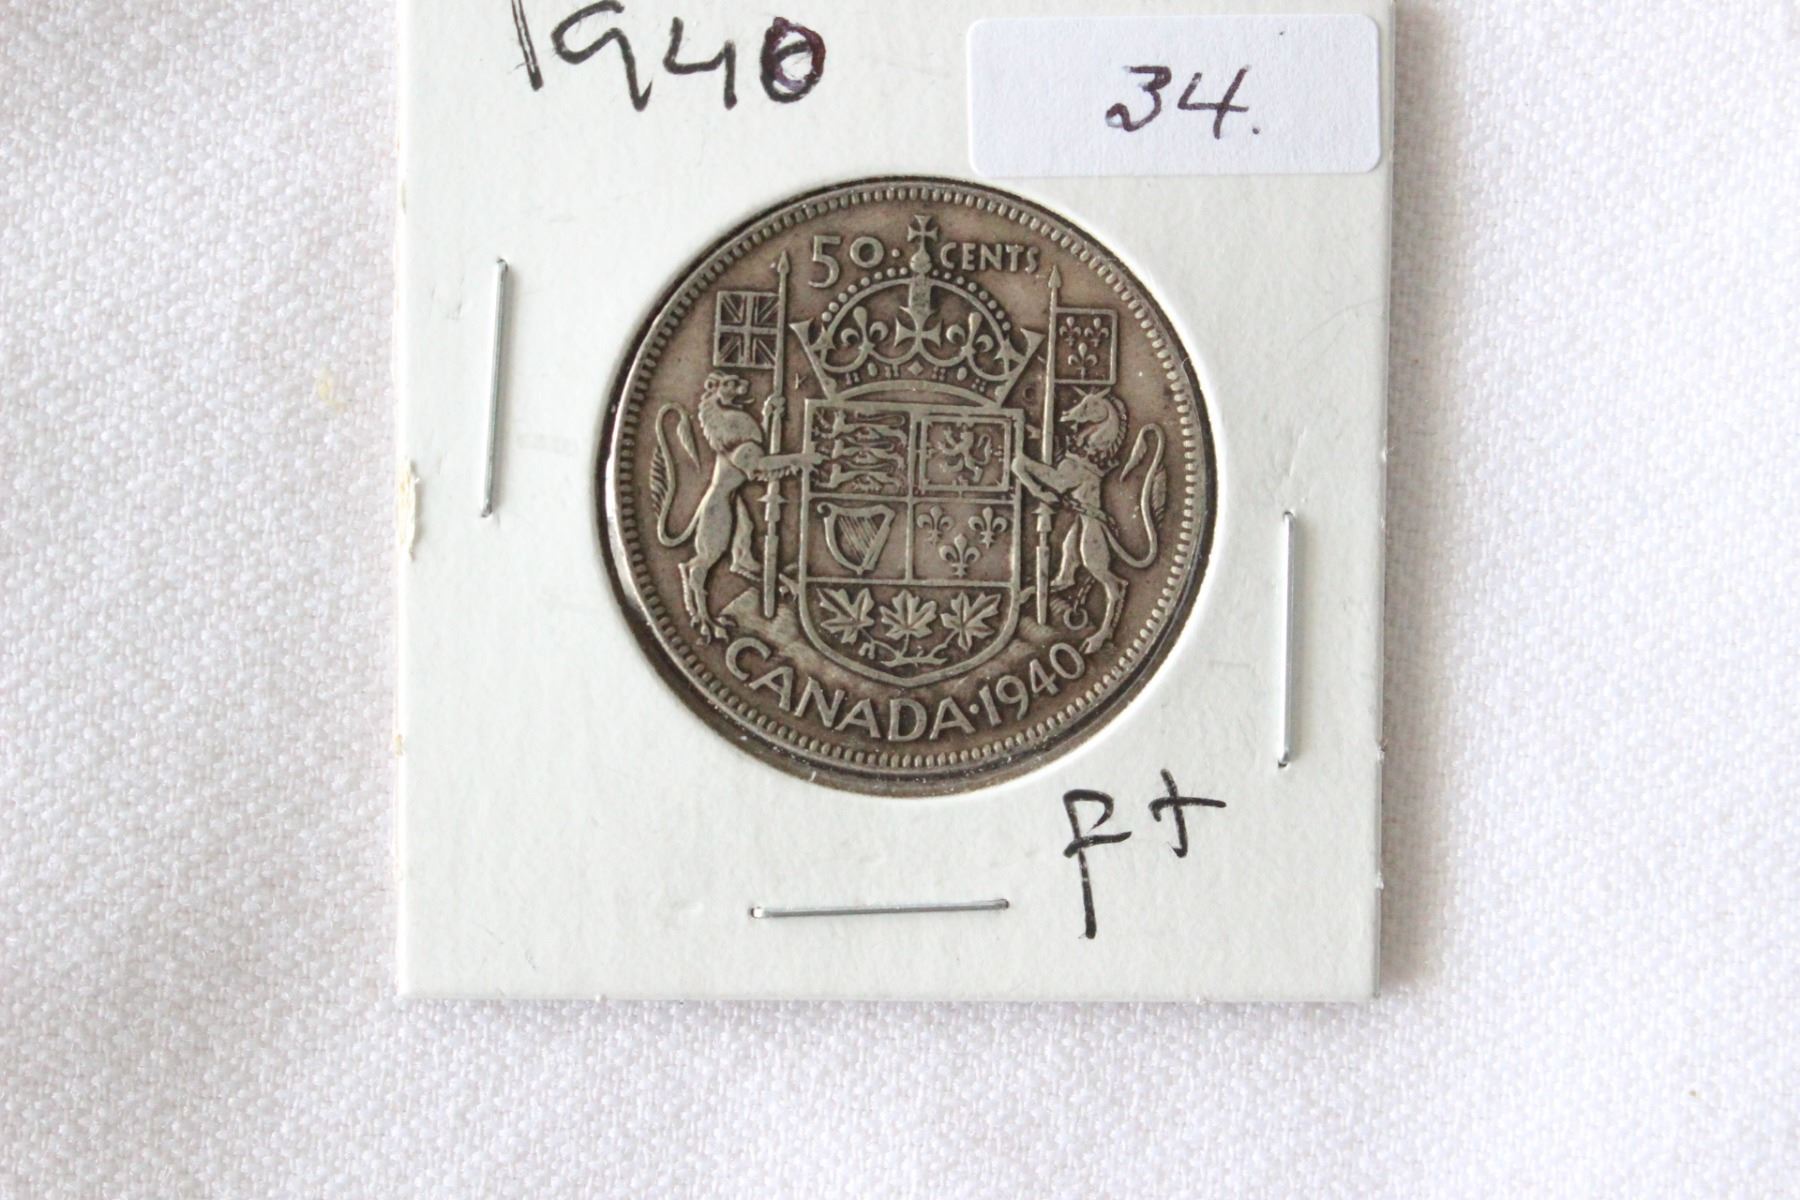 1940
34.
50 · CENTS
CANADA · 1940
F+